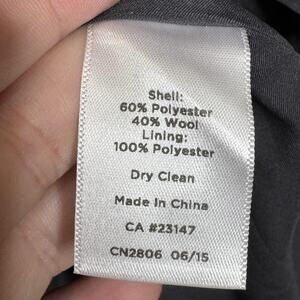 Shell:
60% Polyester
40% Wool
Lining:
100% Polyester
Dry Clean
Made In China
CA #23147
CN2806 06/15